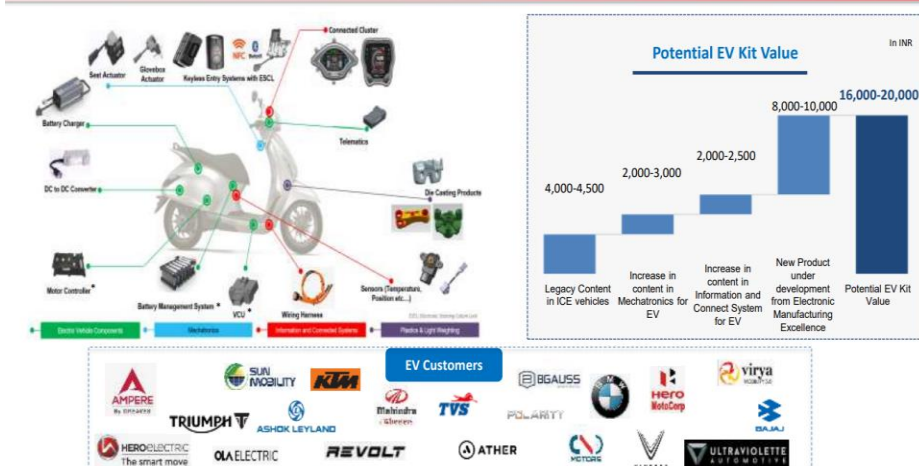 Connected Cluster
Seat Actuator
Glovebox
Actuator
NFC
Keyless Entry Systems with ESCL
Battery Charger
Telematics
DC to DC Converter
Die Casting Products
Motor Controller*
Battery Management System *
VCU *
Wiring Harness
Sensors (Temperature,
Position etc...)
Electric Vehicle Components
Mechatronics
Information and Connected Systems
Plastics & Light Weighting
In INR
Potential EV Kit Value
4,000-4,500
2,000-3,000
2,000-2,500
8,000-10,000
16,000-20,000
Legacy Content
in ICE vehicles
Increase in
content in
Mechatronics for
EV
Increase in
content in
Information and
Connect System
for EV
New Product
under
development
from Electronic
Manufacturing
Excellence
Potential EV Kit
Value
EV Customers
AMPERE
By GREAVES
SUN
MOBILITY
KTM
TRIUMPH
ASHOK LEYLAND
Mahindra
TVS
BGAUSS
POLARITY
BMW
Hero
MotoCorp
virya
BAJAJ
HERO ELECTRIC
The smart move
OLA ELECTRIC
REVOLT
ATHER
MOTORS
ULTRAVIOLETTE
AUTOMOTIVE